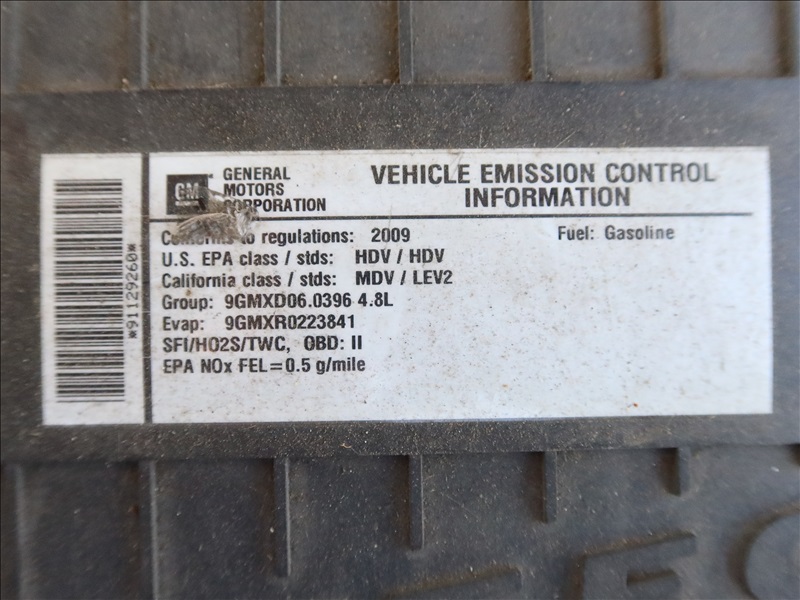 GM
GENERAL
MOTORS
CORPORATION
VEHICLE EMISSION CONTROL
INFORMATION
Conforms to regulations: 2009
Fuel: Gasoline
U.S. EPA class / stds: HDV / HDV
California class / stds: MDV / LEV2
Group: 9GMXD06.0396 4.8L
Evap: 9GMXR0223841
SFI/HO2S/TWC, OBD: II
EPA NOx FEL=0.5 g/mile
*91129260*